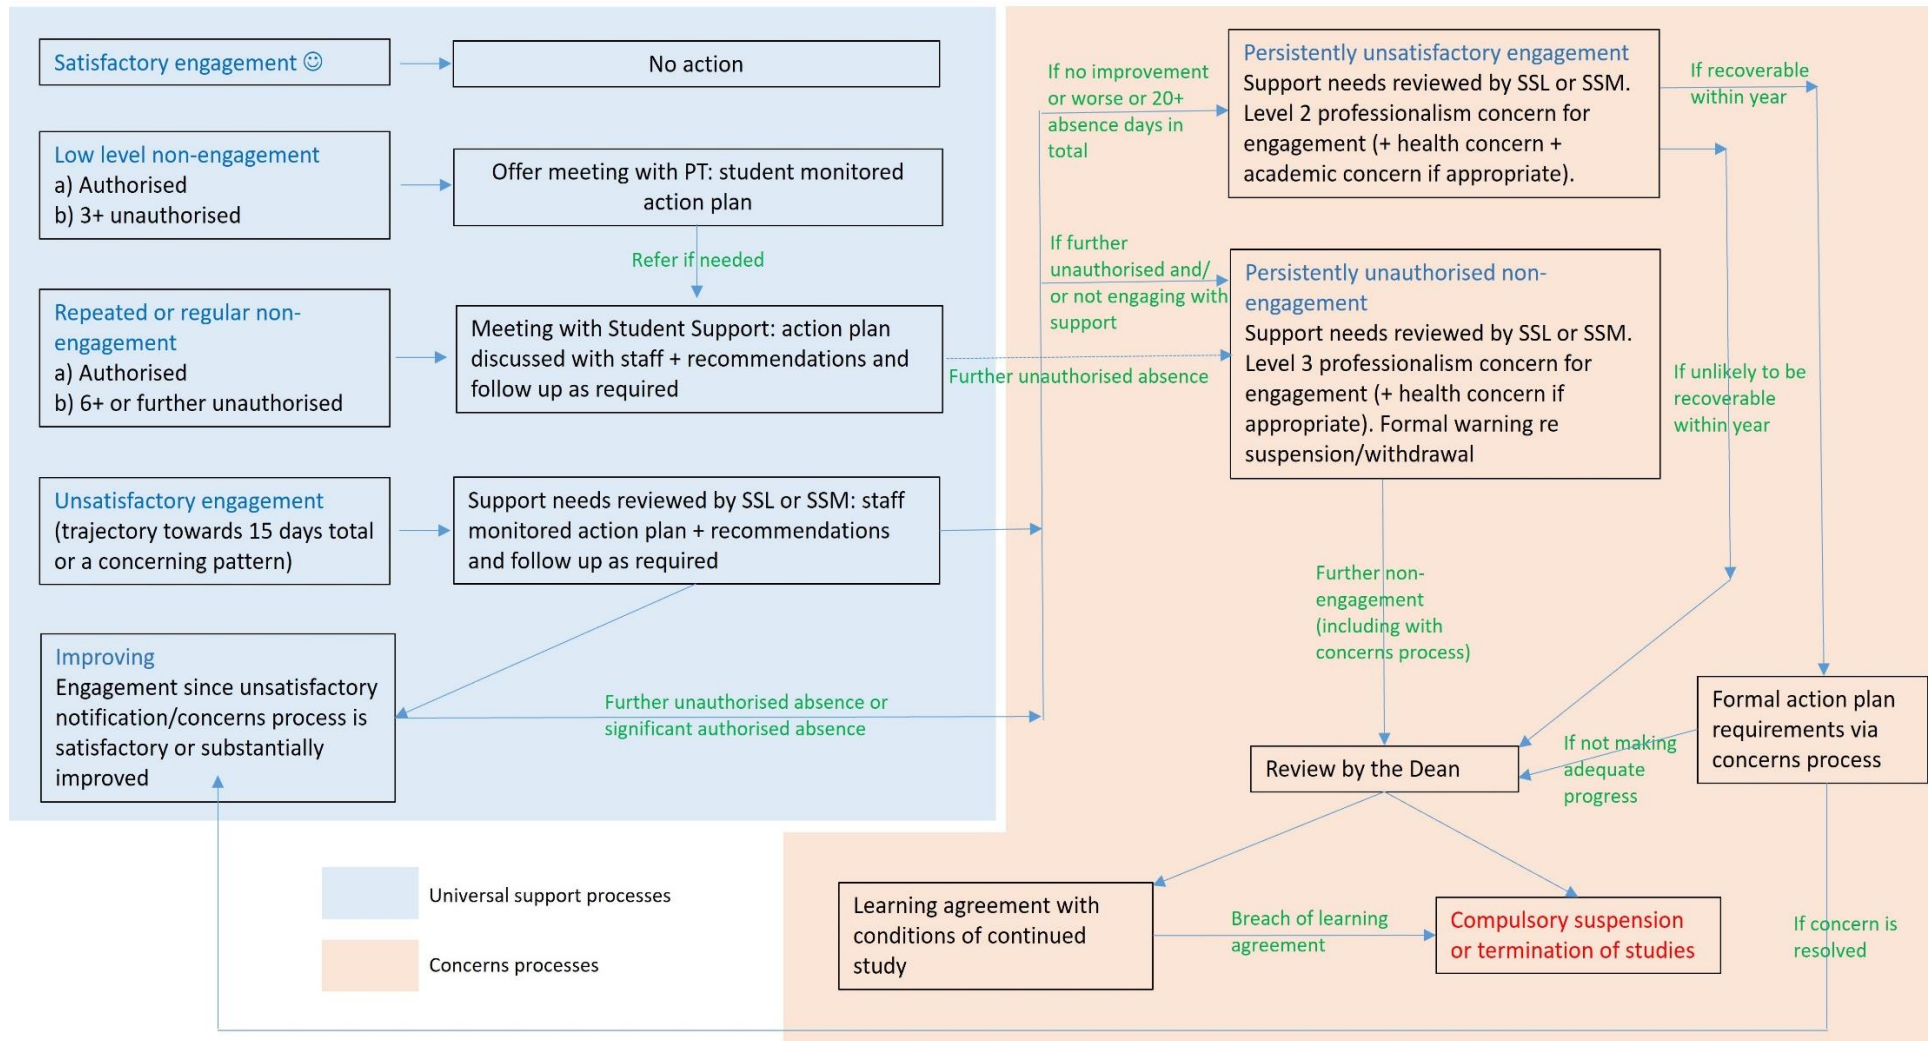 Satisfactory engagement ☺
No action
Low level non-engagement
a) Authorised
b) 3+ unauthorised
Offer meeting with PT: student monitored
action plan
Refer if needed
Repeated or regular non-
engagement
a) Authorised
b) 6+ or further unauthorised
Meeting with Student Support: action plan
discussed with staff + recommendations and
follow up as required
Further unauthorised absence
Unsatisfactory engagement
(trajectory towards 15 days total
or a concerning pattern)
Support needs reviewed by SSL or SSM: staff
monitored action plan + recommendations
and follow up as required
Improving
Engagement since unsatisfactory
notification/concerns process is
satisfactory or substantially
improved
Further unauthorised absence or
significant authorised absence
If no improvement
or worse or 20+
absence days in
total
Persistently unsatisfactory engagement
Support needs reviewed by SSL or SSM.
Level 2 professionalism concern for
engagement (+ health concern +
academic concern if appropriate).
If recoverable
within year
If further
unauthorised and/
or not engaging with
support
Persistently unauthorised non-
engagement
Support needs reviewed by SSL or SSM.
Level 3 professionalism concern for
engagement (+ health concern if
appropriate). Formal warning re
suspension/withdrawal
If unlikely to be
recoverable
within year
Further non-
engagement
(including with
concerns process)
Formal action plan
requirements via
concerns process
If not making
adequate
progress
Review by the Dean
Learning agreement with
conditions of continued
study
Breach of learning
agreement
Compulsory suspension
or termination of studies
If concern is
resolved
Universal support processes
Concerns processes